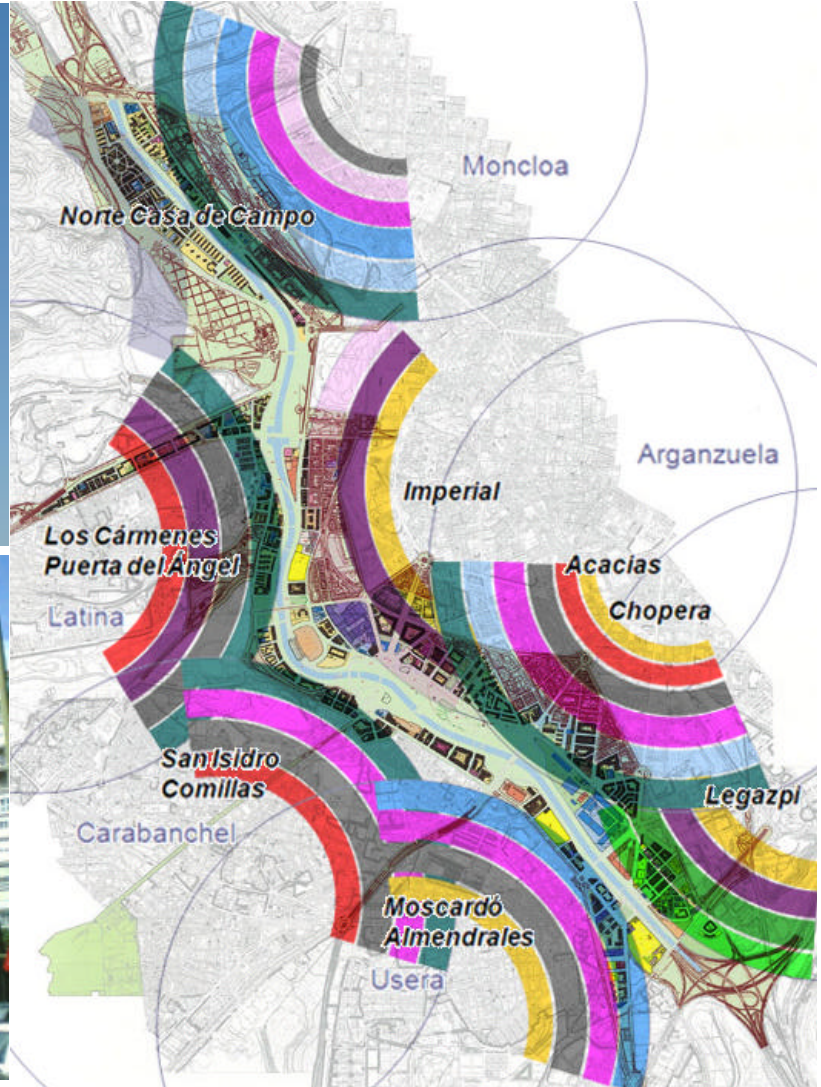 Moncloa
Norte Casa de Campo
Arganzuela
Imperial
Los Cármenes
Puerta del Ángel
Latina
Acacias
Chopera
San Isidro
Comillas
Legazpi
Carabanchel
Moscardó
Almendrales
Usera